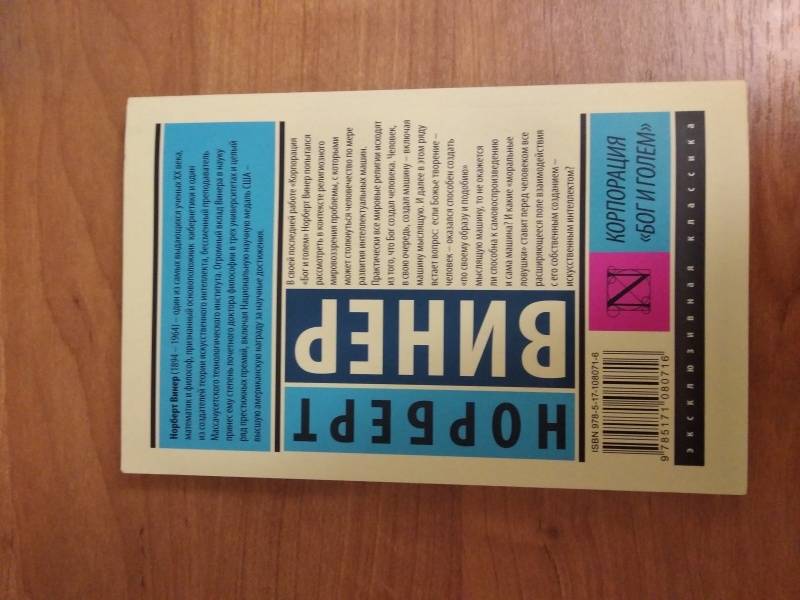 Норберт Винер (1894 – 1964) – один из самых выдающихся ученых XX века,
математик и философ, признанный основоположник кибернетики и один
из создателей теории искусственного интеллекта, бессменный преподаватель
Массачусетского технологического института. Огромный вклад Винера в науку
принес ему степень почетного доктора философии в трех университетах и целый
ряд престижных премий, включая Национальную научную медаль США –
высшую американскую награду за научные достижения.
НОРБЕРТ
ВИНЕР
В своей последней работе «Корпорация
«Бог и голем» Норберт Винер попытался
рассмотреть в контексте религиозного
мировоззрения проблемы, с которыми
может столкнуться человечество по мере
развития интеллектуальных машин.
Практически все мировые религии исходят
из того, что Бог создал человека. Человек,
в свою очередь, создал машину – включая
машину мыслящую. И далее в этом ряду
встает вопрос: если Божье творение –
человек – оказался способен создать
«по своему образу и подобию»
мыслящую машину, то не окажется
ли способна к самовоспроизведению
и сама машина? И какие «моральные
ловушки» ставит перед человеком все
расширяющееся поле взаимодействия
с его собственным созданием –
искусственным интеллектом?
ISBN 978-5-17-108071-6
9 785171 080716
N
КОРПОРАЦИЯ
«БОГ И ГОЛЕМ»
эксклюзивная классика